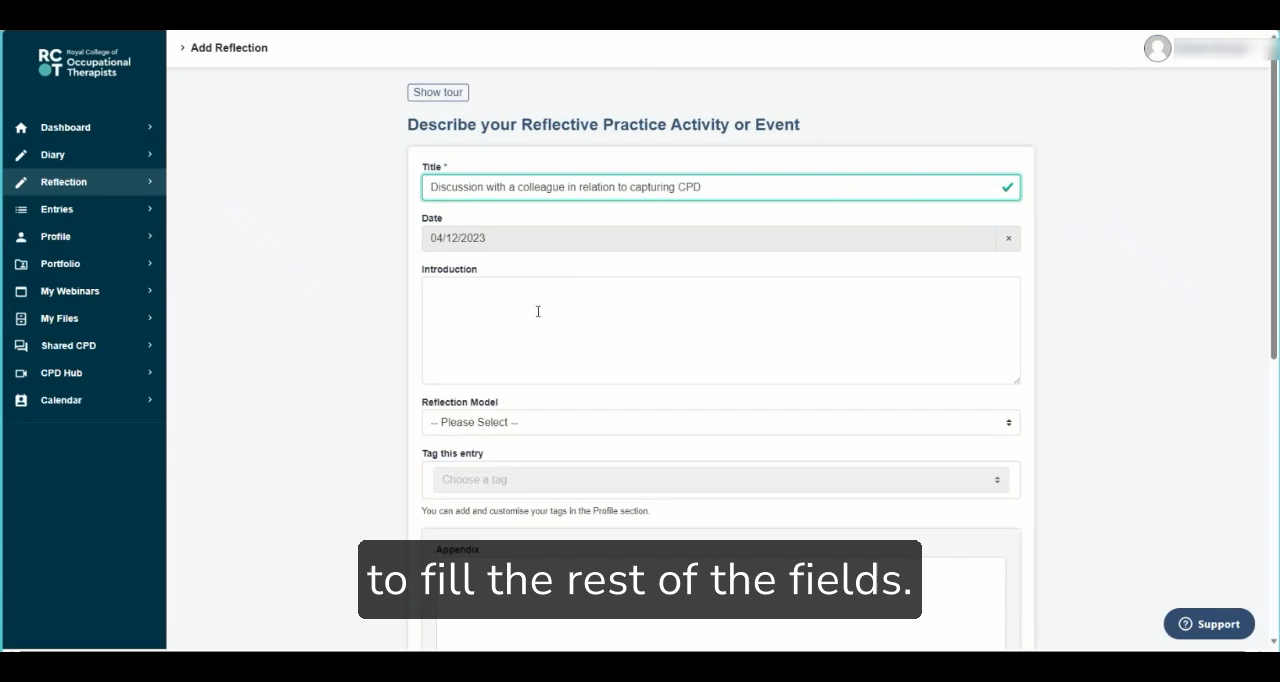 RC
OT
Royal College of
Occupational
Therapists
Add Reflection
Dashboard
Diary
Reflection
Entries
Profile
Portfolio
My Webinars
My Files
Shared CPD
CPD Hub
Calendar
Show tour
Describe your Reflective Practice Activity or Event
Title *
Discussion with a colleague in relation to capturing CPD
Date
04/12/2023
×
Introduction
Reflection Model
-- Please Select --
Tag this entry
Choose a tag...
You can add and customise your tags in the Profile section.
Appendix
to fill the rest of the fields.
Support